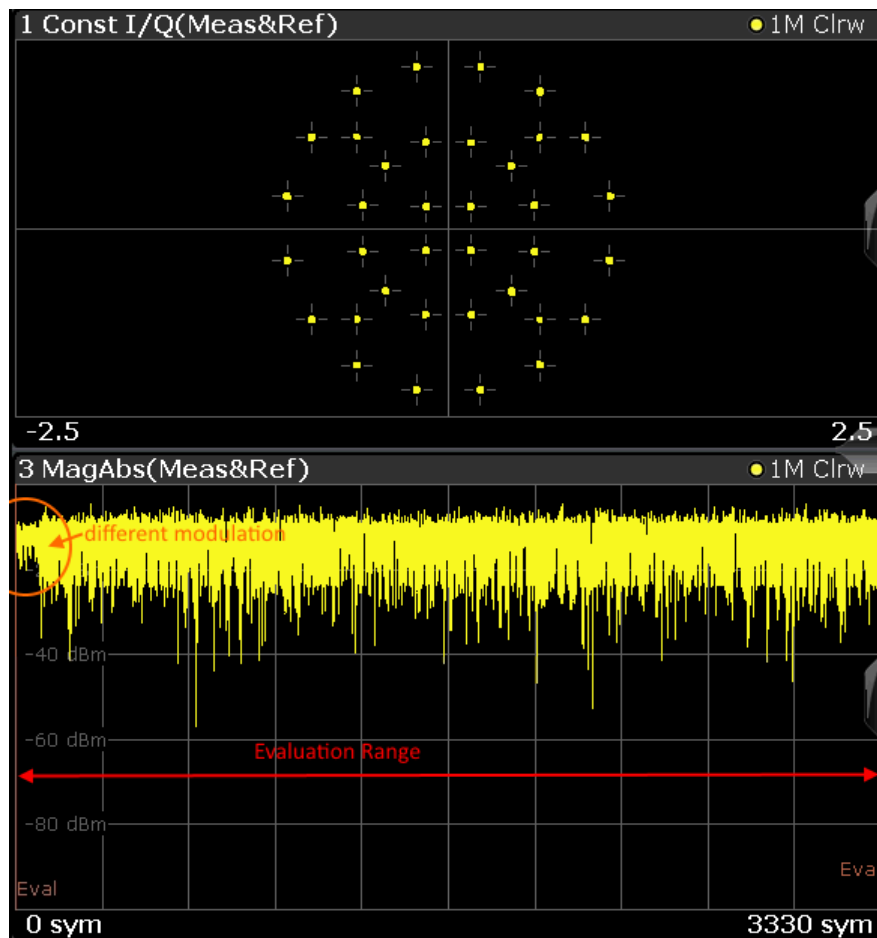 1 Const I/Q(Meas&Ref)
1M Clrw
-2.5
2.5
3 MagAbs(Meas&Ref)
1M Clrw
different modulation
-40 dBm
-60 dBm
Evaluation Range
-80 dBm
Eval
Eva
0 sym
3330 sym